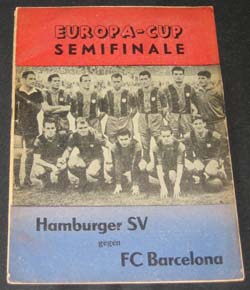 EUROPA-CUP
SEMIFINALE
Hamburger SV
gegen
FC Barcelona